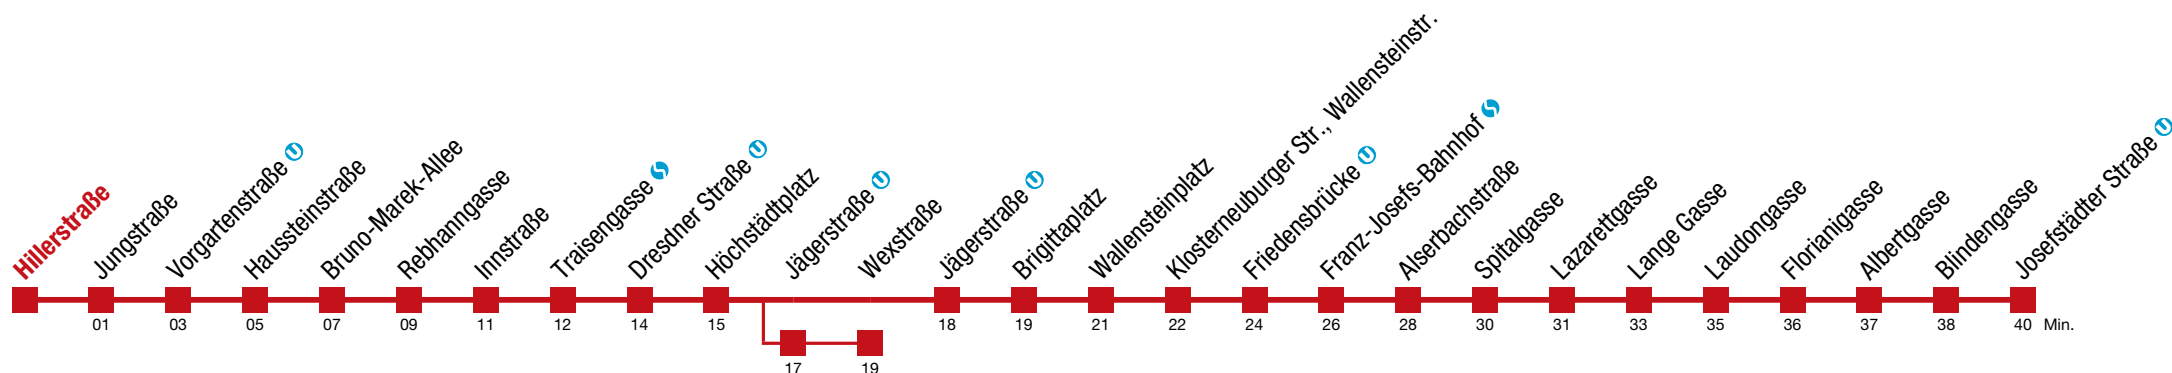 Hillerstraße
Jungstraße
Vorgartenstraße U
Haussteinstraße
Bruno-Marek-Allee
Rebhanngasse
Innstraße
Traisengasse S
Dresdner Straße U
Höchstädtplatz
Jägerstraße U
Wexstraße
Jägerstraße U
Brigittaplatz
Wallensteinplatz
Klosterneuburger Str., Wallensteinstr.
Friedensbrücke U
Franz-Josefs-Bahnhof S
Alserbachstraße
Spitalgasse
Lazarettgasse
Lange Gasse
Laudongasse
Florianigasse
Albertgasse
Blindengasse
Josefstädter Straße U
01 03 05 07 09 11 12 14 15 18 19 21 22 24 26 28 30 31 33 35 36 37 38 40 Min.
17 19